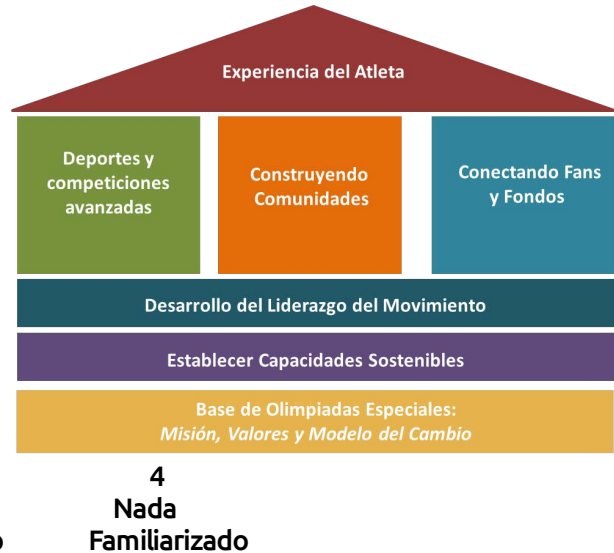 Experiencia del Atleta
Deportes y
competiciones
avanzadas
Construyendo
Comunidades
Conectando Fans
y Fondos
Desarrollo del Liderazgo del Movimiento
Establecer Capacidades Sostenibles
Base de Olimpiadas Especiales:
Misión, Valores y Modelo del Cambio
4
Nada
Familiarizado